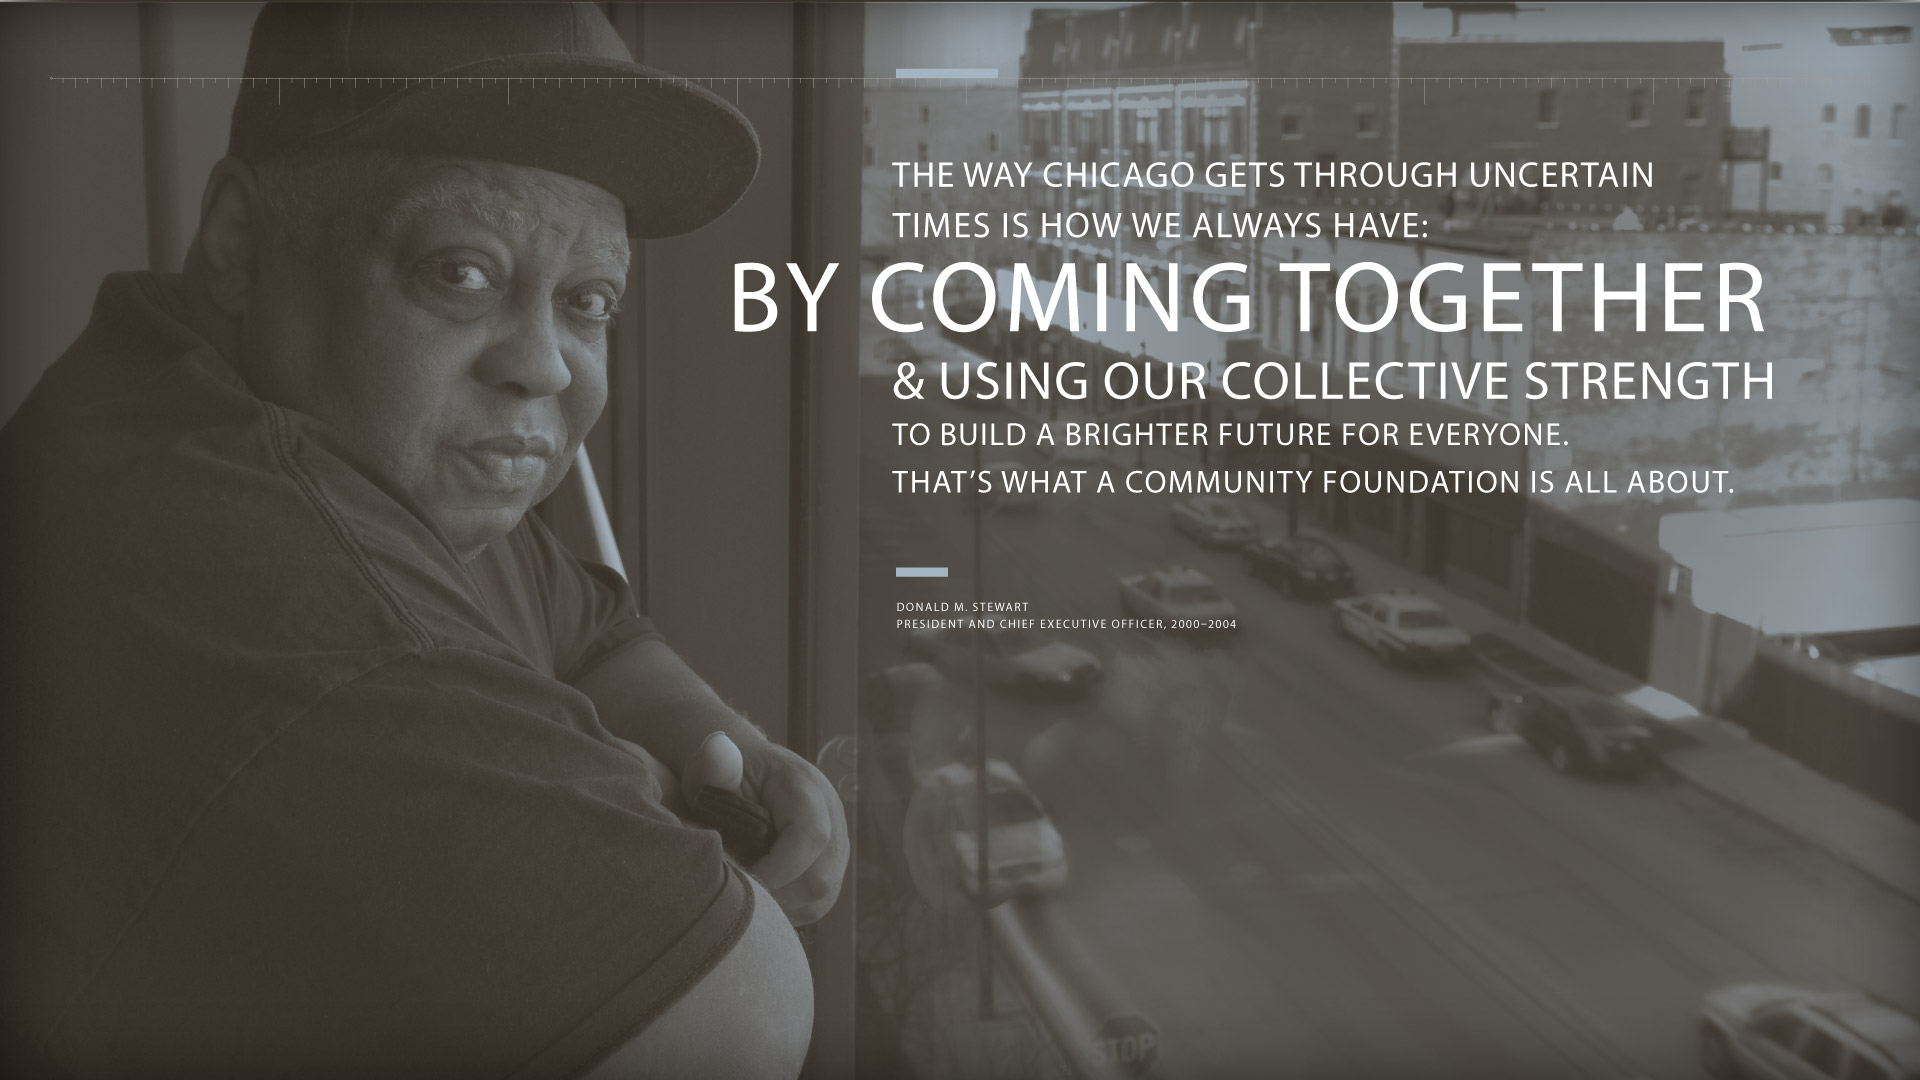 THE WAY CHICAGO GETS THROUGH UNCERTAIN
TIMES IS HOW WE ALWAYS HAVE:
BY COMING TOGETHER
& USING OUR COLLECTIVE STRENGTH
TO BUILD A BRIGHTER FUTURE FOR EVERYONE.
THAT’S WHAT A COMMUNITY FOUNDATION IS ALL ABOUT.
DONALD M. STEWART
PRESIDENT AND CHIEF EXECUTIVE OFFICER, 2000–2004
STOP